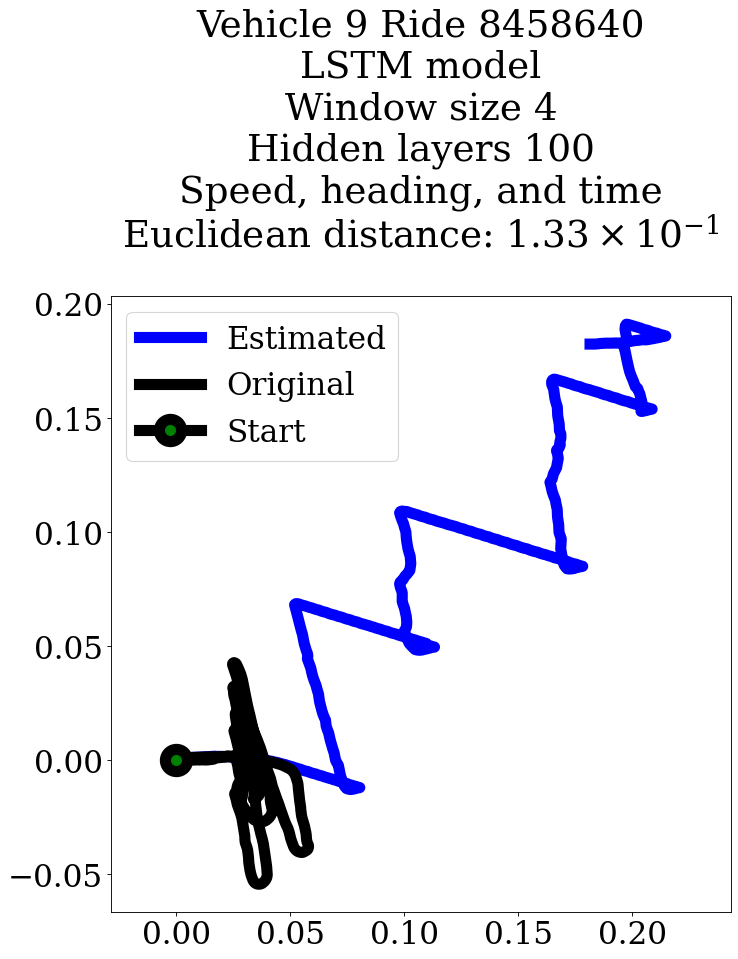 Vehicle 9 Ride 8458640
LSTM model
Window size 4
Hidden layers 100
Speed, heading, and time
Euclidean distance: 1.33 × 10⁻¹
Estimated
Original
Start
0.20
0.15
0.10
0.05
0.00
−0.05
0.00 0.05 0.10 0.15 0.20